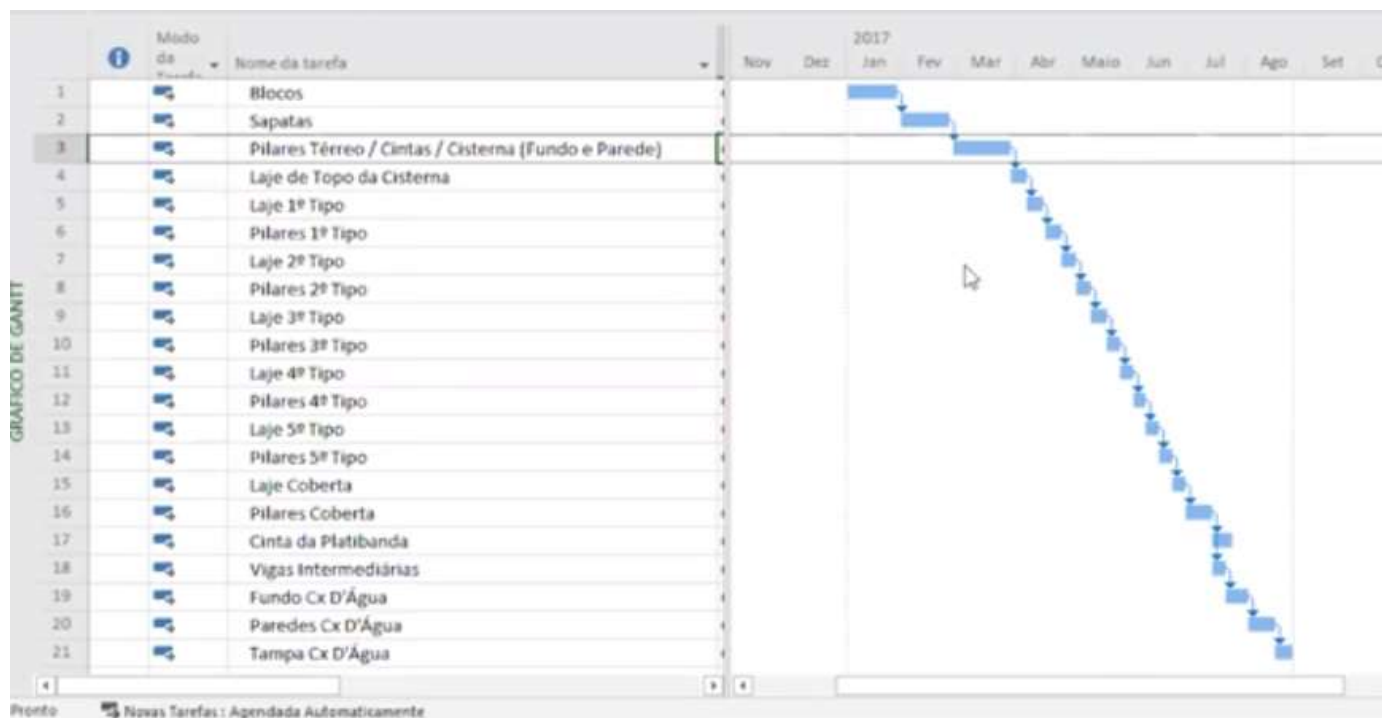 Modo
da
Nome da tarefa
2017
Nov Dez Jan Fev Mar Abr Maio Jun Jul Ago Set
1 Blocos
2 Sapatas
3 Pilares Térreo / Cintas / Cisterna (Fundo e Parede)
4 Laje de Topo da Cisterna
5 Laje 1º Tipo
6 Pilares 1º Tipo
7 Laje 2º Tipo
8 Pilares 2º Tipo
9 Laje 3º Tipo
10 Pilares 3º Tipo
11 Laje 4º Tipo
12 Pilares 4º Tipo
13 Laje 5º Tipo
14 Pilares 5º Tipo
15 Laje Coberta
16 Pilares Coberta
17 Cinta da Platibanda
18 Vigas Intermediárias
19 Fundo Cx D'Água
20 Paredes Cx D'Água
21 Tampa Cx D'Água
GRÁFICO DE GANTT
Pronto Novas Tarefas : Agendada Automaticamente